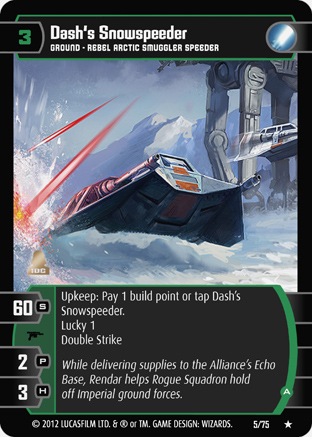 3
Dash's Snowspeeder
GROUND - REBEL ARCTIC SMUGGLER SPEEDER
IUC
60 S
2 P
3 H
Upkeep: Pay 1 build point or tap Dash's
Snowspeeder.
Lucky 1
Double Strike
While delivering supplies to the Alliance's Echo
Base, Rendar helps Rogue Squadron hold
off Imperial ground forces.
A
© 2012 LUCASFILM LTD. & ® or TM. GAME DESIGN: WIZARDS. 5/75 ★